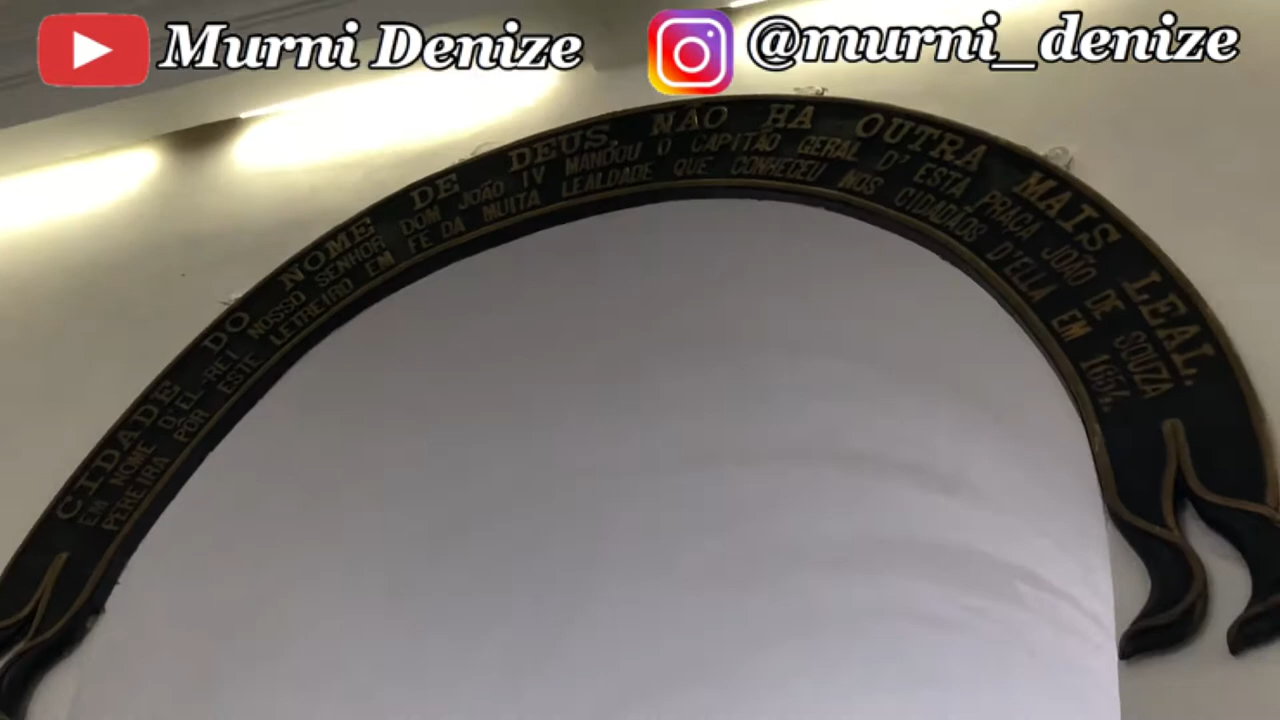 Murni Denize
@murni_denize
CIDADE DO NOME DE DEUS, NÃO HA OUTRA MAIS LEAL.
EM NOME D'EL-REI NOSSO SENHOR DOM JOÃO IV MANDOU O CAPITÃO GERAL D'ESTA PRAÇA JOÃO DE SOUZA
PEREIRA POR ESTE LETREIRO EM FE DA MUITA LEALDADE QUE CONHECEU NOS CIDADÃOS D'ELLA EM 1654.